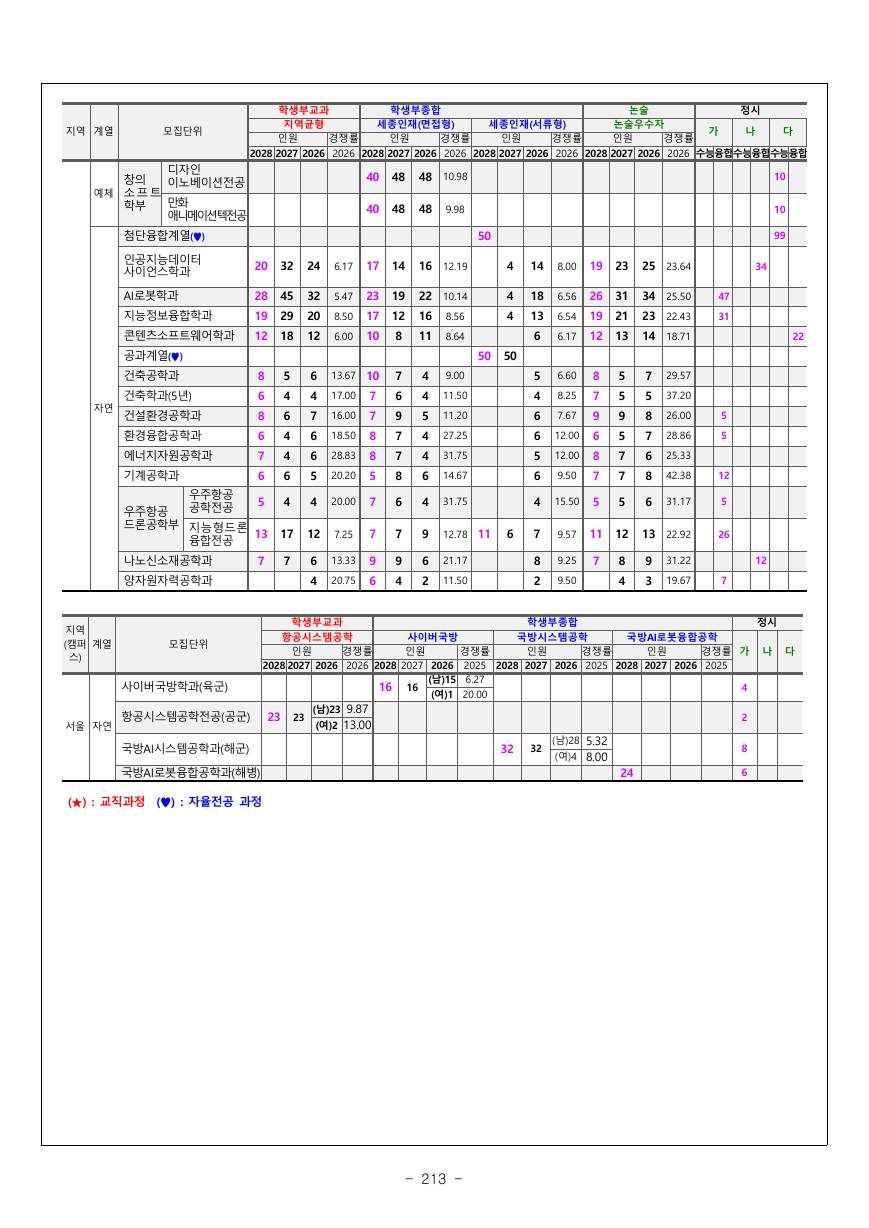 학생부교과 학생부종합 논술 정시
지역 계열 모집단위 지역균형 세종인재(면접형) 세종인재(서류형) 논술우수자 가 나 다
인원 경쟁률 인원 경쟁률 인원 경쟁률 인원 경쟁률
2028 2027 2026 2026 2028 2027 2026 2026 2028 2027 2026 2026 2028 2027 2026 2026 수능 융합 수능 융합 수능 융합
예체 창의 소프트 학부 디자인 이노베이션전공 40 48 48 10.98 10
만화 애니메이션텍전공 40 48 48 9.98 10
자연 첨단융합계열(♥) 50 99
인공지능데이터 사이언스학과 20 32 24 6.17 17 14 16 12.19 4 14 8.00 19 23 25 23.64 34
AI로봇학과 28 45 32 5.47 23 19 22 10.14 4 18 6.56 26 31 34 25.50 47
지능정보융합학과 19 29 20 8.50 17 12 16 8.56 4 13 6.54 19 21 23 22.43 31
콘텐츠소프트웨어학과 12 18 12 6.00 10 8 11 8.64 6 6.17 12 13 14 18.71 22
공과계열(♥) 50 50
건축공학과 8 5 6 13.67 10 7 4 9.00 5 6.60 8 5 7 29.57
건축학과(5년) 6 4 4 17.00 7 6 4 11.50 4 8.25 7 5 5 37.20
건설환경공학과 8 6 7 16.00 7 9 5 11.20 6 7.67 9 9 8 26.00 5
환경융합공학과 6 4 6 18.50 8 7 4 27.25 6 12.00 6 5 7 28.86 5
에너지자원공학과 7 4 6 28.83 8 7 4 31.75 5 12.00 8 7 6 25.33
기계공학과 6 6 5 20.20 5 8 6 14.67 6 9.50 7 7 8 42.38 12
우주항공 드론공학부 우주항공 공학전공 5 4 4 20.00 7 6 4 31.75 4 15.50 5 5 6 31.17 5
지능형드론 융합전공 13 17 12 7.25 7 7 9 12.78 11 6 7 9.57 11 12 13 22.92 26
나노신소재공학과 7 7 6 13.33 9 9 6 21.17 8 9.25 7 8 9 31.22 12
양자원자력공학과 4 20.75 6 4 2 11.50 2 9.50 4 3 19.67 7
학생부교과 학생부종합 정시
지역 (캠퍼스) 계열 모집단위 항공시스템공학 사이버국방 국방시스템공학 국방AI로봇융합공학 가 나 다
인원 경쟁률 인원 경쟁률 인원 경쟁률 인원 경쟁률
2028 2027 2026 2026 2028 2027 2026 2025 2028 2027 2026 2025 2028 2027 2026 2025
서울 자연 사이버국방학과(육군) 16 16 (남)15 6.27 4
(여)1 20.00
항공시스템공학전공(공군) 23 23 (남)23 9.87 2
(여)2 13.00
국방AI시스템공학과(해군) 32 32 (남)28 5.32 8
(여)4 8.00
국방AI로봇융합공학과(해병) 24 6
(★) : 교직과정 (♥) : 자율전공 과정
- 213 -